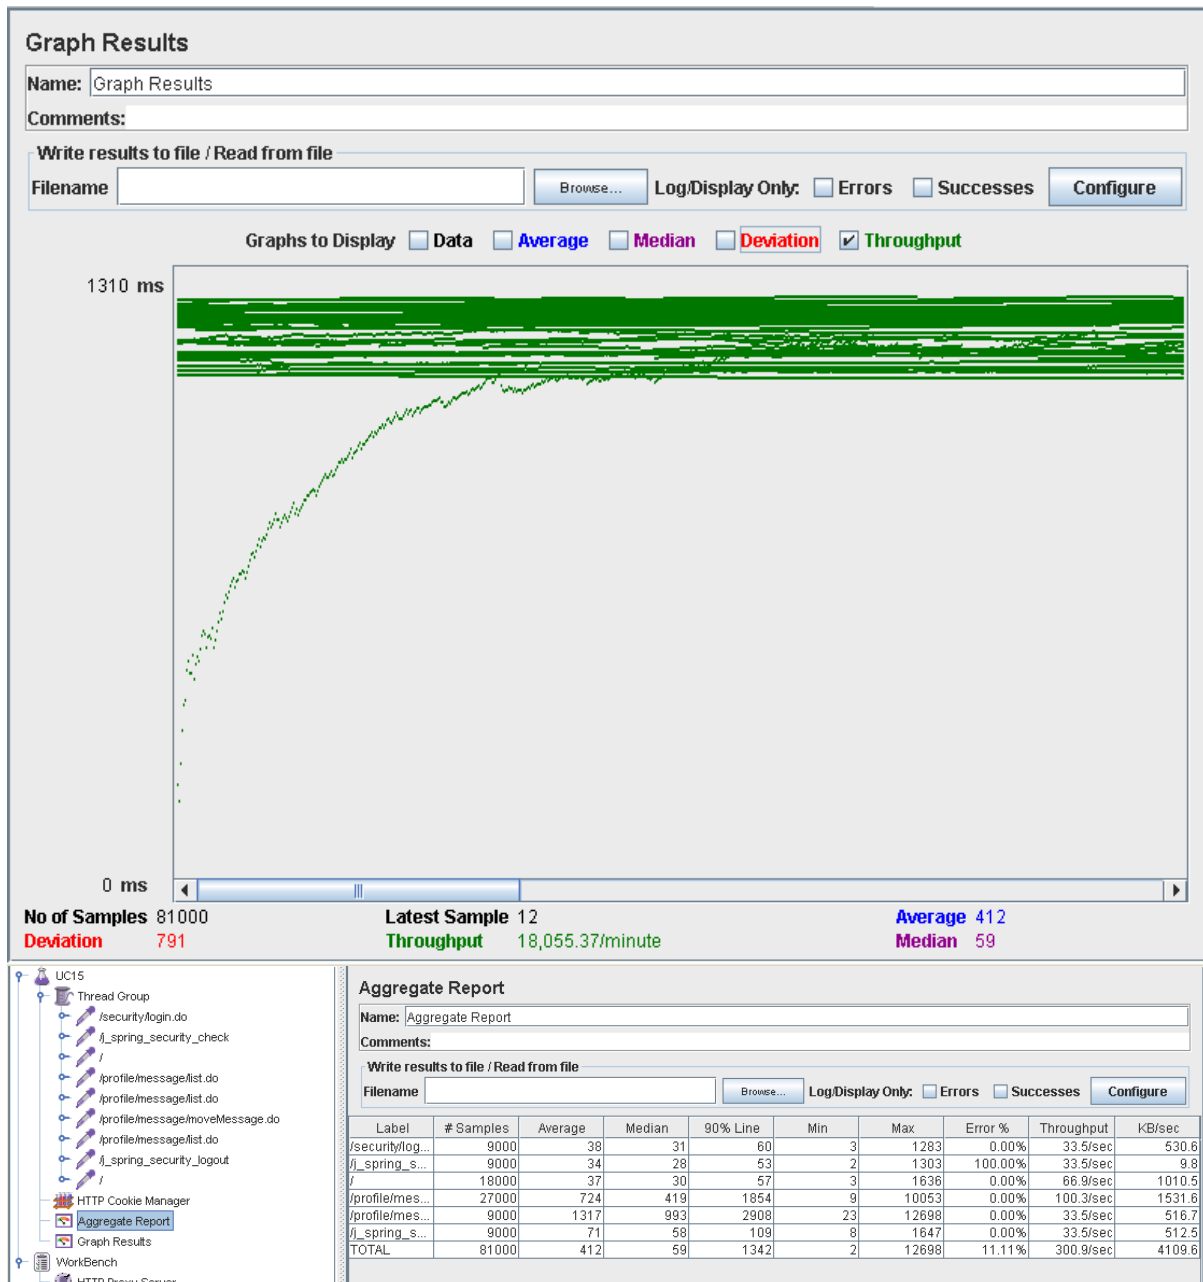 Graph Results
Name: Graph Results
Comments:
Write results to file / Read from file
Filename Browse... Log/Display Only: Errors Successes Configure
Graphs to Display Data Average Median Deviation Throughput
1310 ms
0 ms
No of Samples 81000 Latest Sample 12 Average 412
Deviation 791 Throughput 18,055.37/minute Median 59
UC15
Thread Group
/security/login.do
/j_spring_security_check
/
/profile/message/list.do
/profile/message/list.do
/profile/message/moveMessage.do
/profile/message/list.do
/j_spring_security_logout
/
HTTP Cookie Manager
Aggregate Report
Graph Results
WorkBench
HTTP Proxy Server
Aggregate Report
Name: Aggregate Report
Comments:
Write results to file / Read from file
Filename Browse... Log/Display Only: Errors Successes Configure
Label # Samples Average Median 90% Line Min Max Error % Throughput KB/sec
/security/log... 9000 38 31 60 3 1283 0.00% 33.5/sec 530.6
/j_spring_s... 9000 34 28 53 2 1303 100.00% 33.5/sec 9.8
/ 18000 37 30 57 3 1636 0.00% 66.9/sec 1010.5
/profile/mes... 27000 724 419 1854 9 10053 0.00% 100.3/sec 1531.6
/profile/mes... 9000 1317 993 2908 23 12698 0.00% 33.5/sec 516.7
/j_spring_s... 9000 71 58 109 8 1647 0.00% 33.5/sec 512.5
TOTAL 81000 412 59 1342 2 12698 11.11% 300.9/sec 4109.6